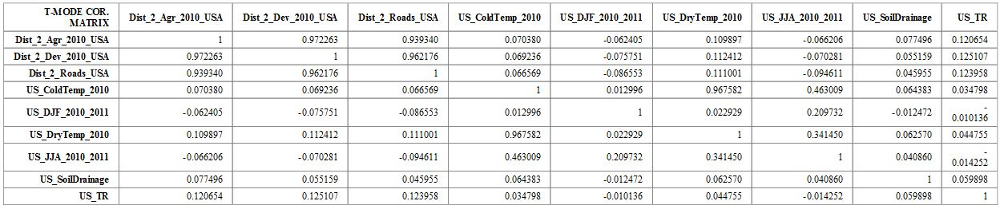 T-MODE COR. MATRIX Dist_2_Agr_2010_USA Dist_2_Dev_2010_USA Dist_2_Roads_USA US_ColdTemp_2010 US_DJF_2010_2011 US_DryTemp_2010 US_JJA_2010_2011 US_SoilDrainage US_TR
Dist_2_Agr_2010_USA 1 0.972263 0.939340 0.070380 -0.062405 0.109897 -0.066206 0.077496 0.120654
Dist_2_Dev_2010_USA 0.972263 1 0.962176 0.069236 -0.075751 0.112412 -0.070281 0.055159 0.125107
Dist_2_Roads_USA 0.939340 0.962176 1 0.066569 -0.086553 0.111001 -0.094611 0.045955 0.123958
US_ColdTemp_2010 0.070380 0.069236 0.066569 1 0.012996 0.967582 0.463009 0.064383 0.034798
US_DJF_2010_2011 -0.062405 -0.075751 -0.086553 0.012996 1 0.022929 0.209732 -0.012472 -0.010136
US_DryTemp_2010 0.109897 0.112412 0.111001 0.967582 0.022929 1 0.341450 0.062570 0.044755
US_JJA_2010_2011 -0.066206 -0.070281 -0.094611 0.463009 0.209732 0.341450 1 0.040860 -0.014252
US_SoilDrainage 0.077496 0.055159 0.045955 0.064383 -0.012472 0.062570 0.040860 1 0.059898
US_TR 0.120654 0.125107 0.123958 0.034798 -0.010136 0.044755 -0.014252 0.059898 1